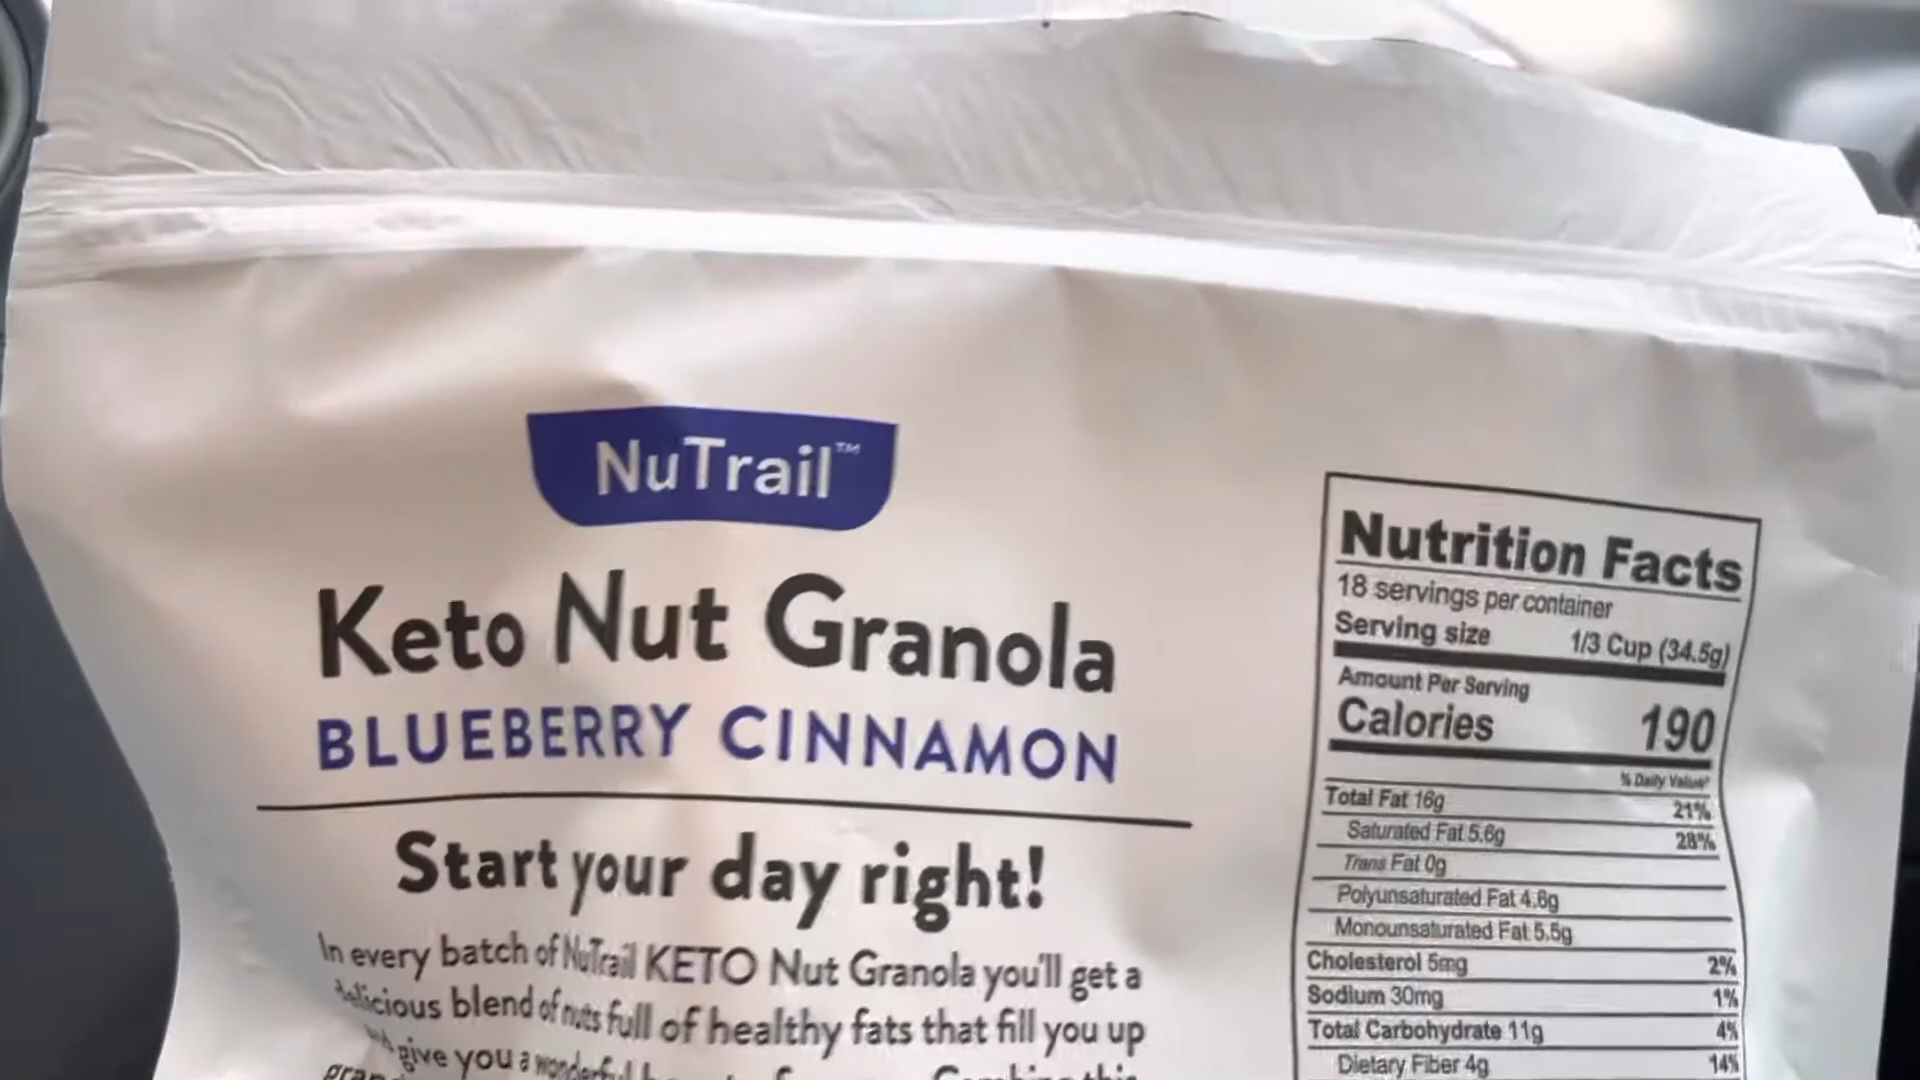 NuTrail™
Keto Nut Granola
BLUEBERRY CINNAMON
Start your day right!
In every batch of NuTrail KETO Nut Granola you'll get a
delicious blend of nuts full of healthy fats that fill you up
give you a wonderful
Nutrition Facts
18 servings per container
Serving size 1/3 Cup (34.5g)
Amount Per Serving
Calories 190
% Daily Value*
Total Fat 16g 21%
Saturated Fat 5.6g 28%
Trans Fat 0g
Polyunsaturated Fat 4.6g
Monounsaturated Fat 5.5g
Cholesterol 5mg 2%
Sodium 30mg 1%
Total Carbohydrate 11g 4%
Dietary Fiber 4g 14%